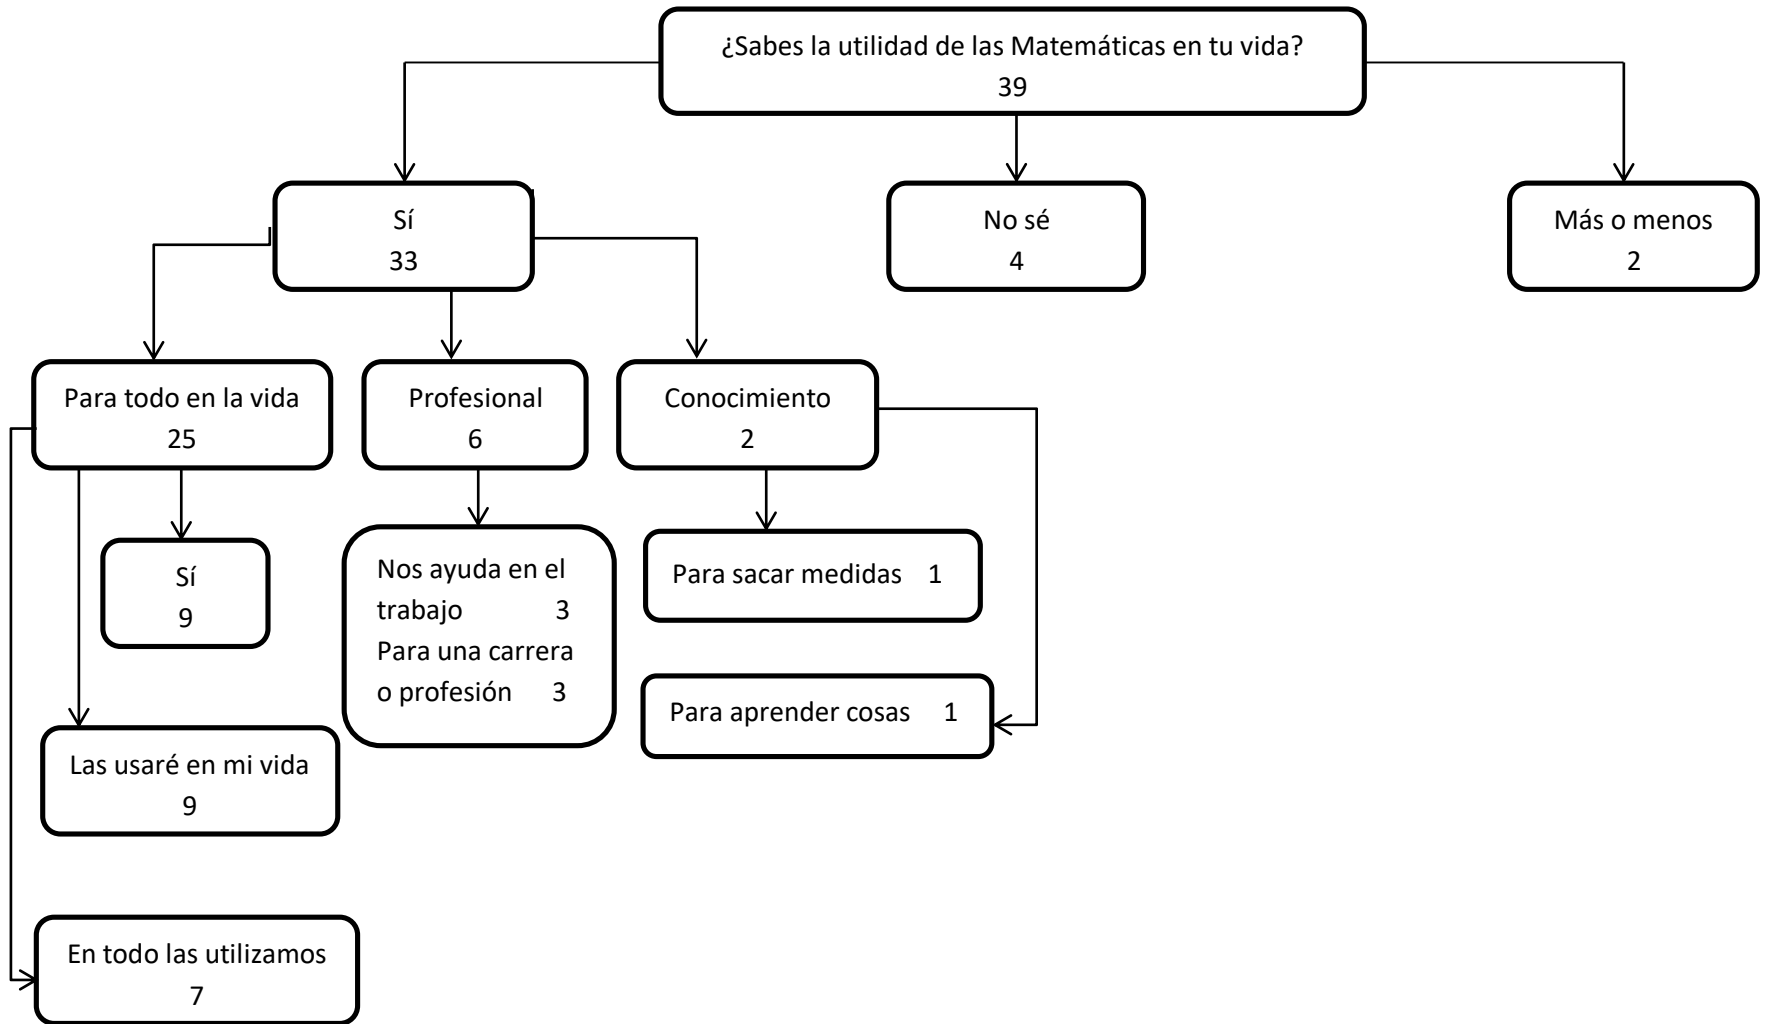 ¿Sabes la utilidad de las Matemáticas en tu vida?
39
Sí
33
No sé
4
Más o menos
2
Para todo en la vida
25
Profesional
6
Conocimiento
2
Sí
9
Nos ayuda en el
trabajo 3
Para una carrera
o profesión 3
Para sacar medidas 1
Para aprender cosas 1
Las usaré en mi vida
9
En todo las utilizamos
7